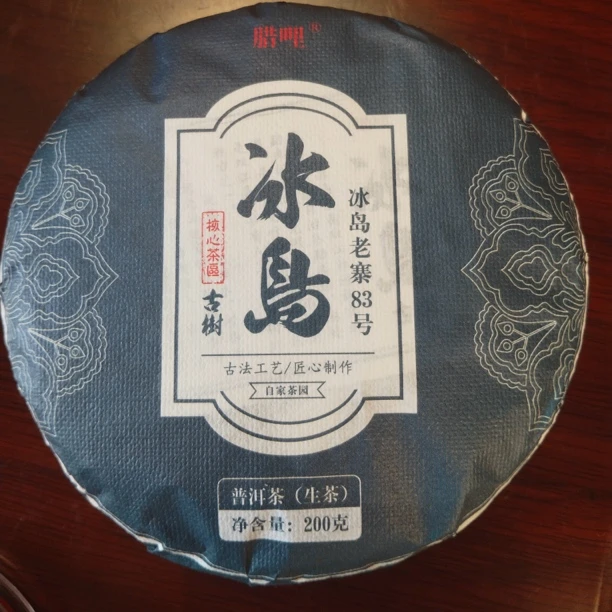 腊哩®
冰岛老寨83号
冰島
核心茶區
古樹
古法工艺/匠心制作
自家茶园
普洱茶（生茶）
净含量：200克